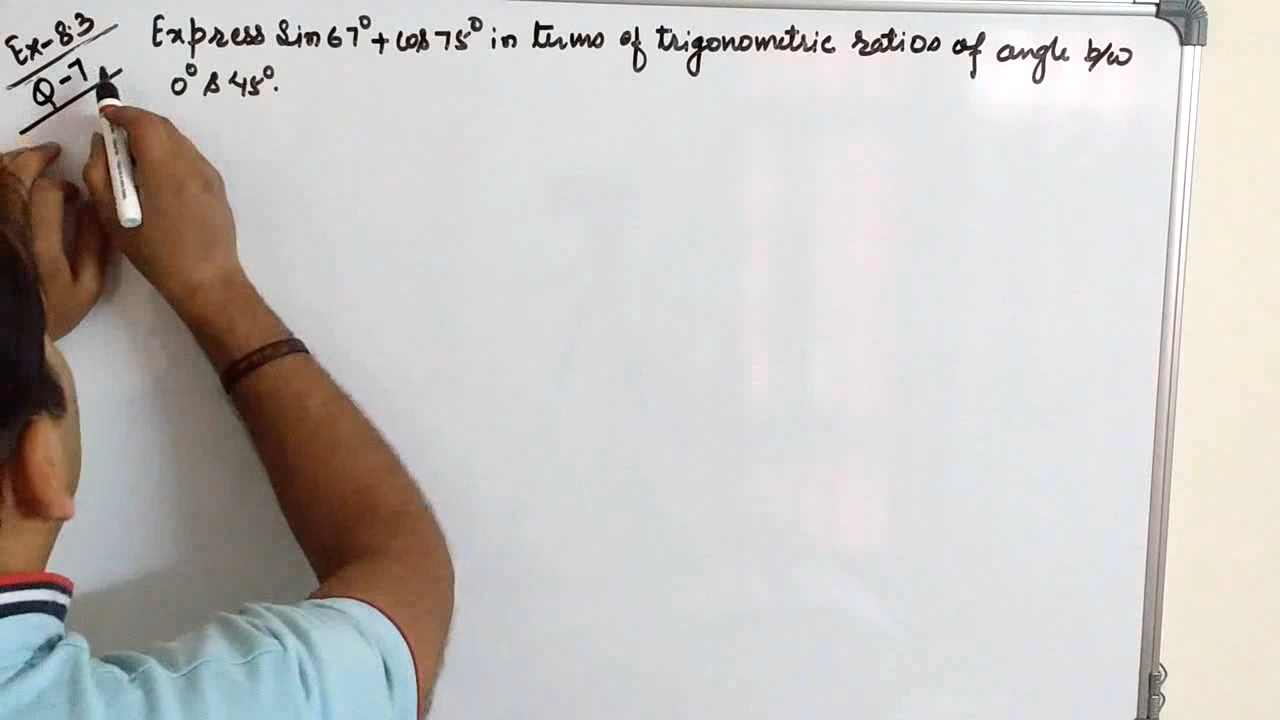 Ex-8.3
Q-7
Express Sin 67° + Cos 75° in terms of trigonometric ratios of angle b/w
0° & 45°.